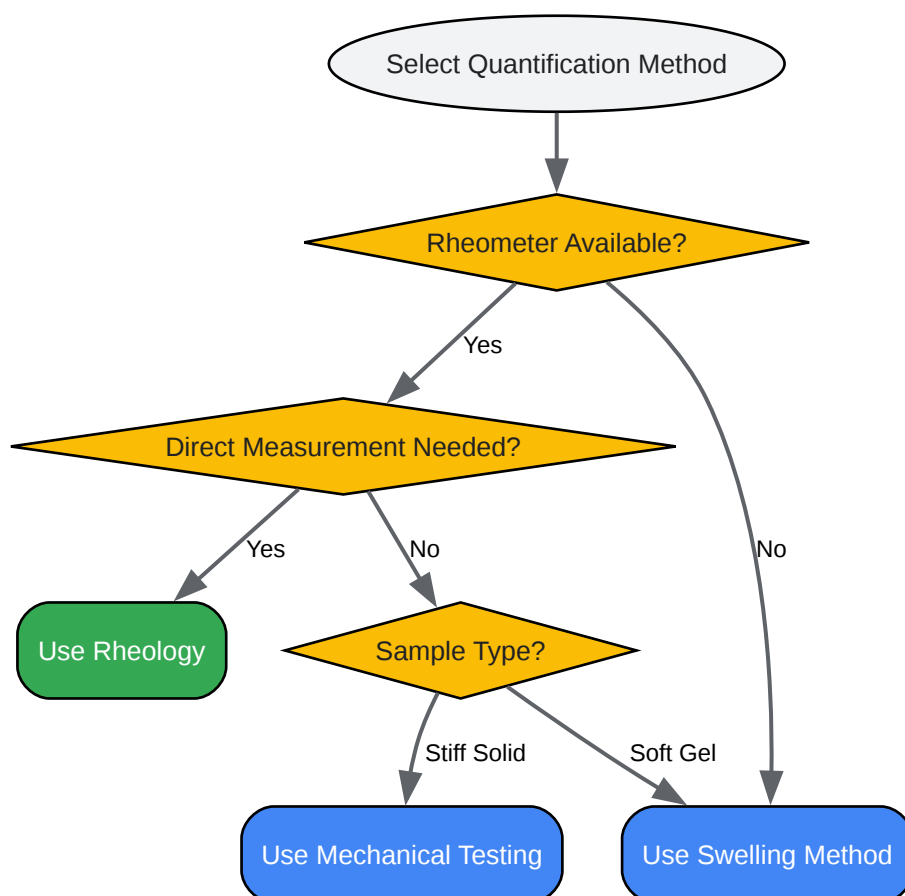 Select Quantification Method
Rheometer Available?
Yes
Direct Measurement Needed?
Yes
No
No
Use Rheology
Sample Type?
Stiff Solid
Soft Gel
Use Mechanical Testing
Use Swelling Method